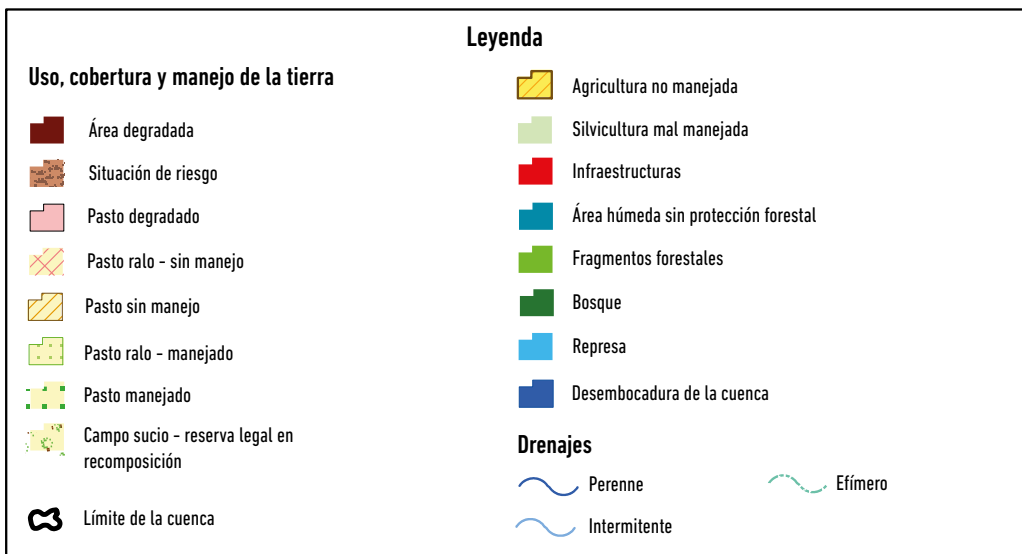 Leyenda
Uso, cobertura y manejo de la tierra
Área degradada
Situación de riesgo
Pasto degradado
Pasto ralo - sin manejo
Pasto sin manejo
Pasto ralo - manejado
Pasto manejado
Campo sucio - reserva legal en
recomposición
Límite de la cuenca
Agricultura no manejada
Silvicultura mal manejada
Infraestructuras
Área húmeda sin protección forestal
Fragmentos forestales
Bosque
Represa
Desembocadura de la cuenca
Drenajes
Perenne
Efímero
Intermitente